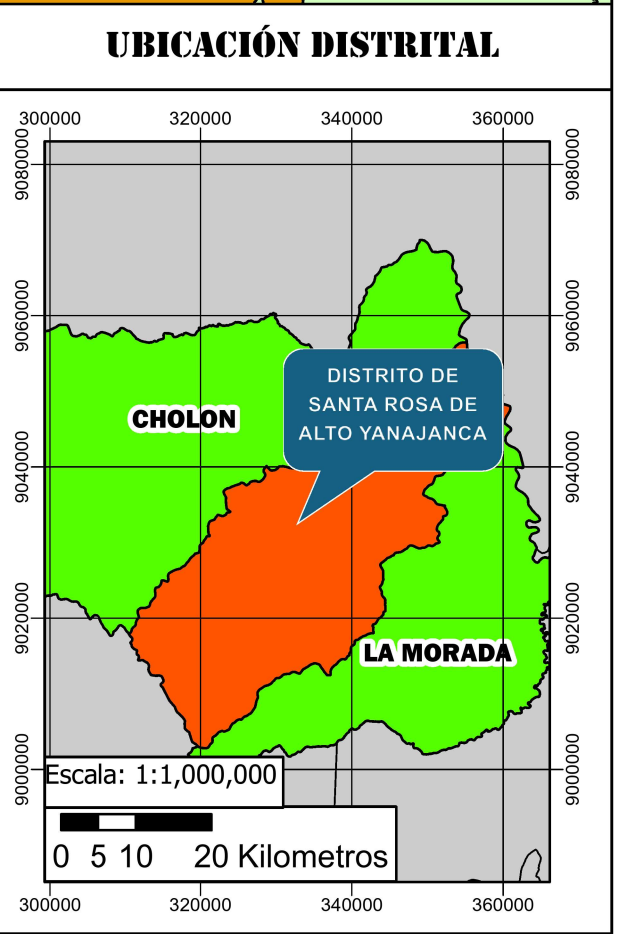 UBICACIÓN DISTRITAL
300000 320000 340000 360000
9080000 9080000
9060000 9060000
DISTRITO DE
SANTA ROSA DE
ALTO YANAJANCA
CHOLON
9040000 9040000
9020000 9020000
LA MORADA
9000000 9000000
Escala: 1:1,000,000
0 5 10 20 Kilometros
300000 320000 340000 360000